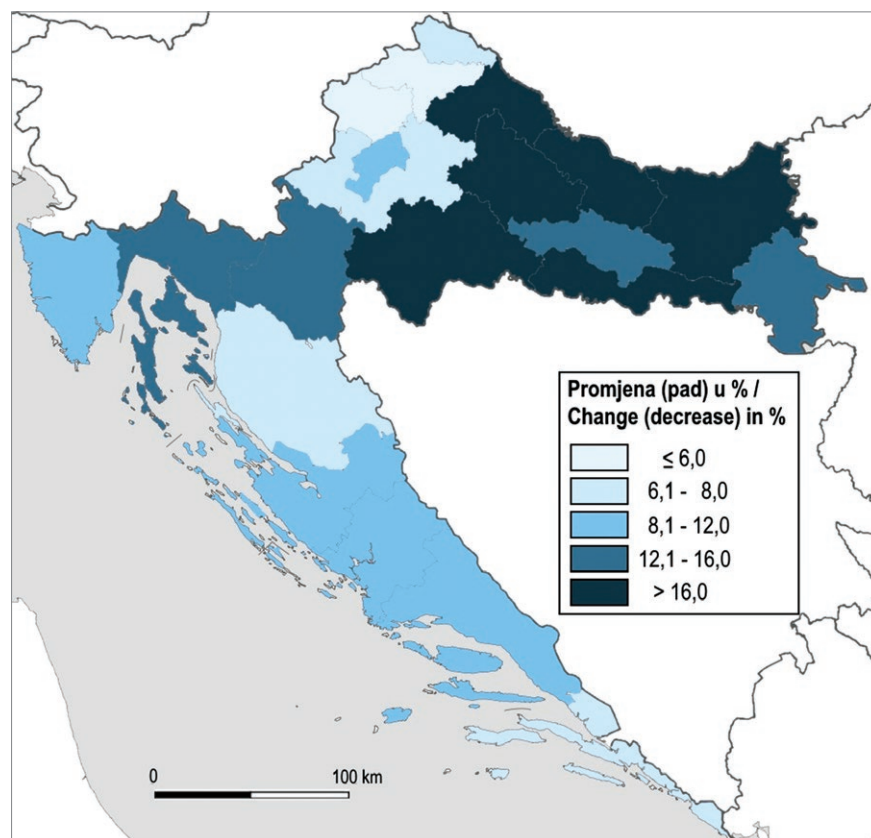 Promjena (pad) u % /
Change (decrease) in %
≤ 6,0
6,1 - 8,0
8,1 - 12,0
12,1 - 16,0
> 16,0
0 100 km